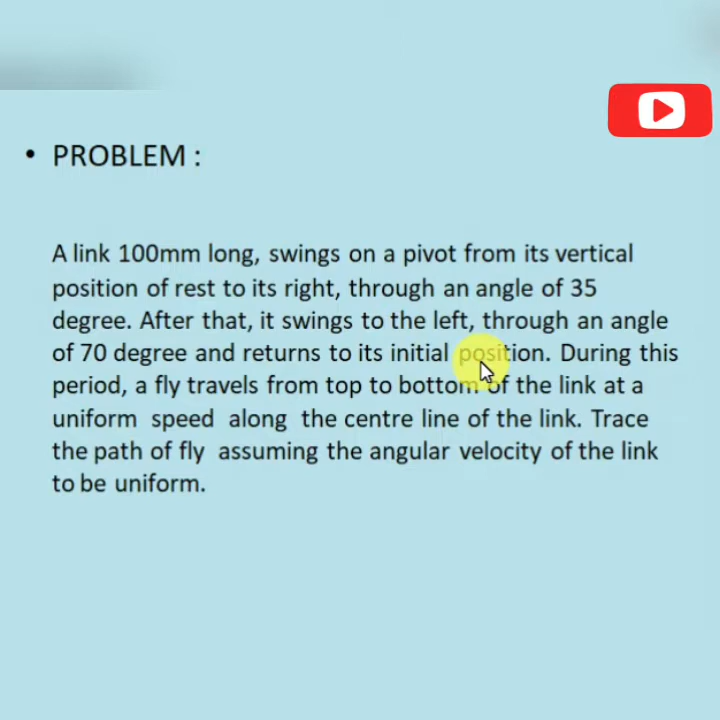 • PROBLEM :
A link 100mm long, swings on a pivot from its vertical
position of rest to its right, through an angle of 35
degree. After that, it swings to the left, through an angle
of 70 degree and returns to its initial position. During this
period, a fly travels from top to bottom of the link at a
uniform speed along the centre line of the link. Trace
the path of fly assuming the angular velocity of the link
to be uniform.